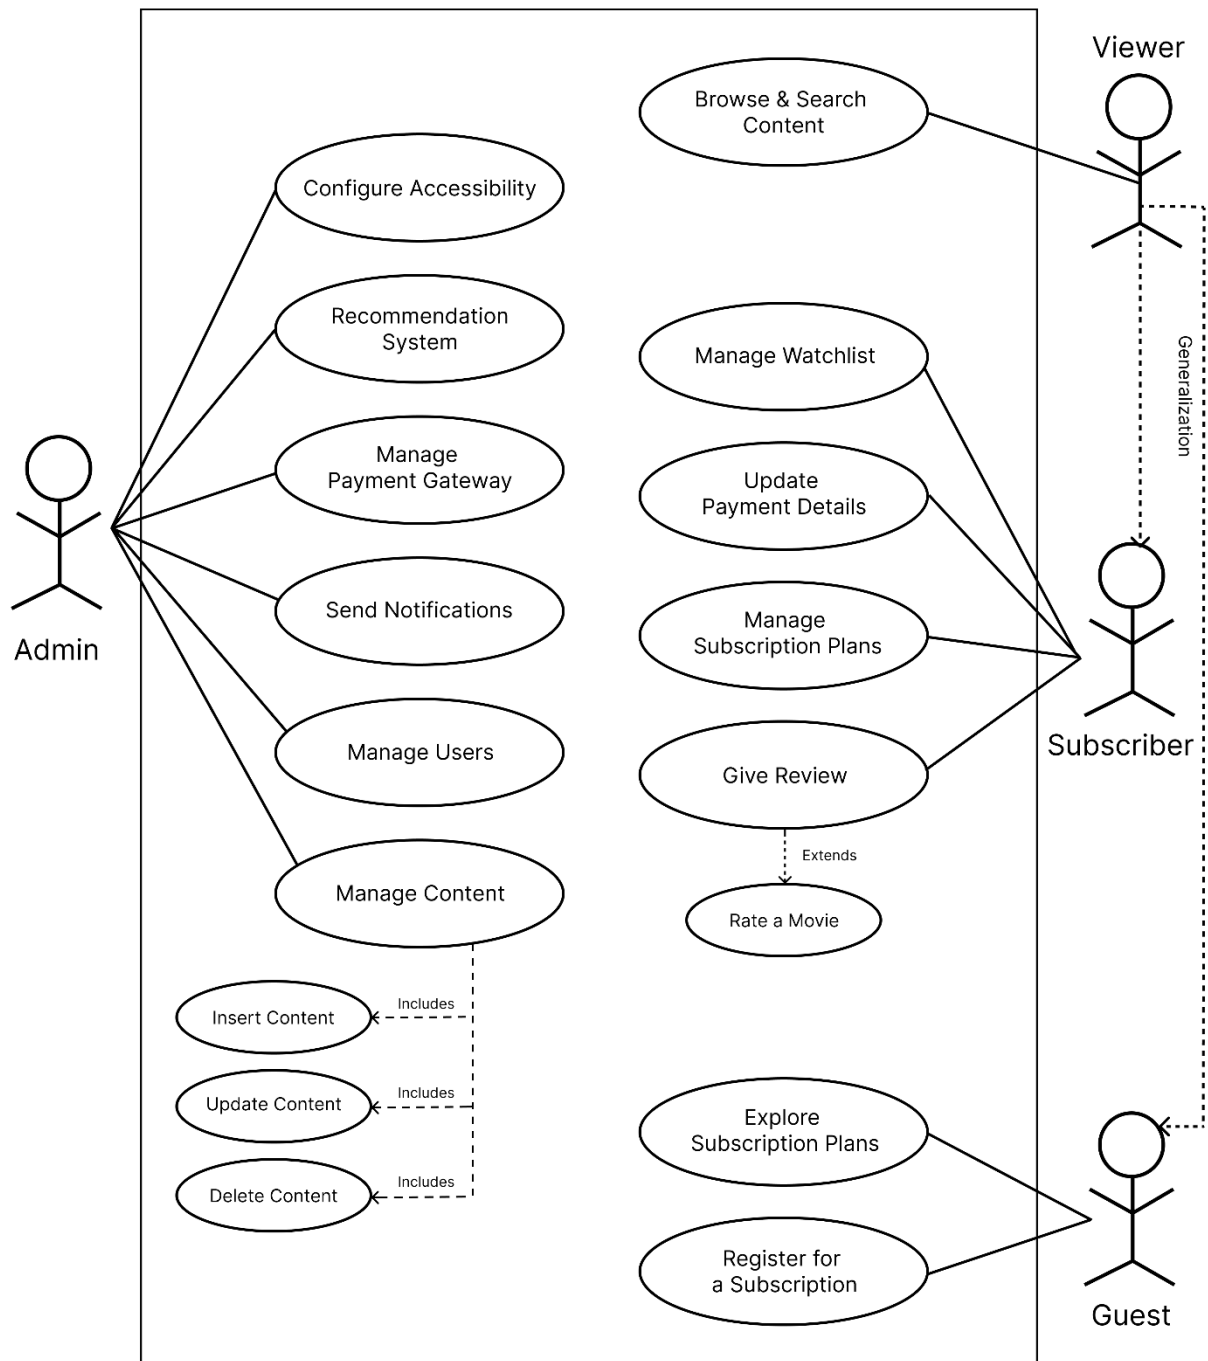 Viewer
Browse & Search
Content
Configure Accessibility
Recommendation
System
Manage Watchlist
Generalization
Manage
Payment Gateway
Update
Payment Details
Send Notifications
Manage
Subscription Plans
Admin
Subscriber
Manage Users
Give Review
Extends
Manage Content
Rate a Movie
Includes
Insert Content
Includes
Update Content
Includes
Delete Content
Explore
Subscription Plans
Register for
a Subscription
Guest